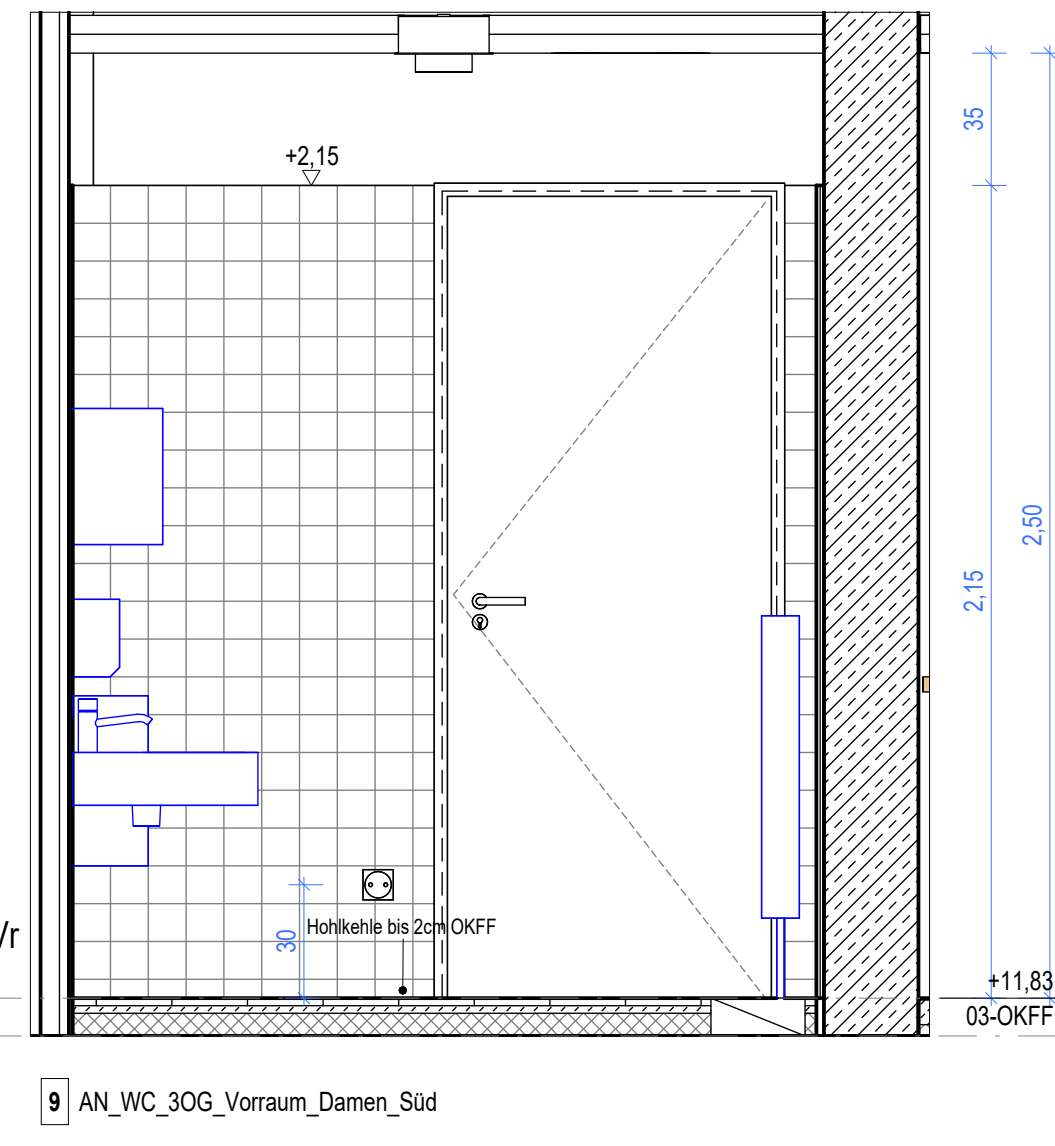 35
+2,15
2,50
2,15
/r
30
Hohlkehle bis 2cm OKFF
+11,83
03-OKFF
9 AN_WC_3OG_Vorraum_Damen_Süd